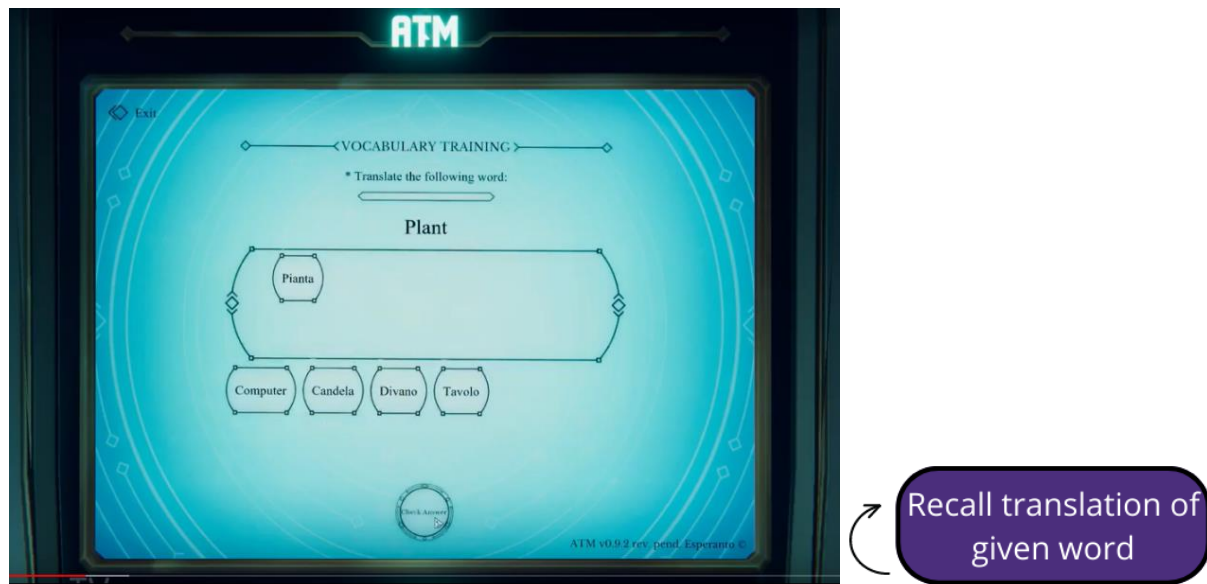 ATM
Exit
VOCABULARY TRAINING
* Translate the following word:
Plant
Pianta
Computer
Candela
Divano
Tavolo
Check Answer
ATM v0.9.2 rev. pend. Esperanto ©
Recall translation of
given word